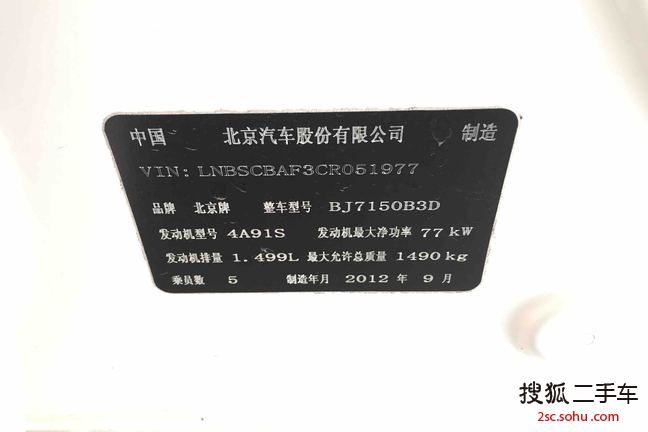 中国 北京汽车股份有限公司 制造
VIN: LNBSCBAF3CR051977
品牌 北京牌 整车型号 BJ7150B3D
发动机型号 4A91S 发动机最大净功率 77 kW
发动机排量 1.499L 最大允许总质量 1490 kg
乘员数 5 制造年月 2012 年 9 月
搜狐 二手车
2sc.sohu.com